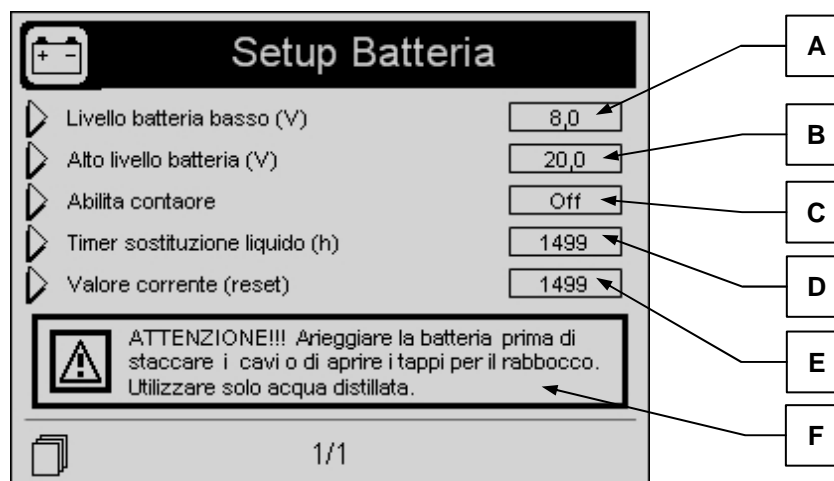 + -
Setup Batteria
Livello batteria basso (V) 8,0
Alto livello batteria (V) 20,0
Abilita contaore Off
Timer sostituzione liquido (h) 1499
Valore corrente (reset) 1499
ATTENZIONE!!! Arieggiare la batteria prima di
staccare i cavi o di aprire i tappi per il rabbocco.
Utilizzare solo acqua distillata.
1/1
A
B
C
D
E
F